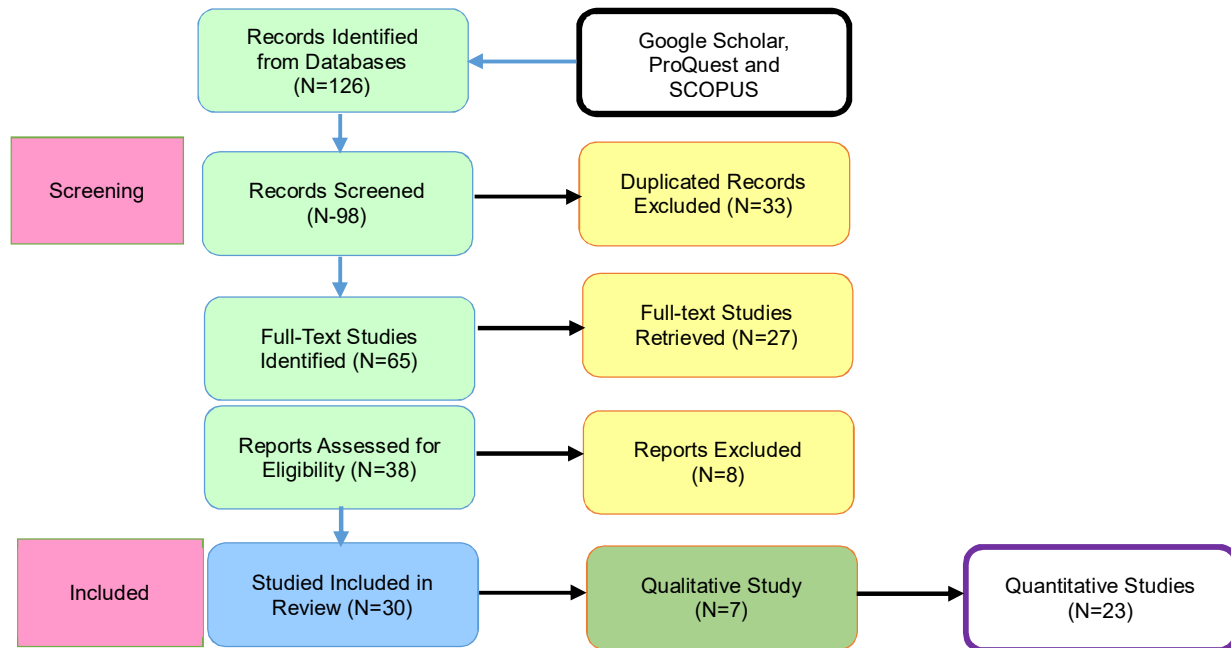 Records Identified
from Databases
(N=126)
Google Scholar,
ProQuest and
SCOPUS
Screening
Records Screened
(N-98)
Duplicated Records
Excluded (N=33)
Full-Text Studies
Identified (N=65)
Full-text Studies
Retrieved (N=27)
Reports Assessed for
Eligibility (N=38)
Reports Excluded
(N=8)
Included
Studied Included in
Review (N=30)
Qualitative Study
(N=7)
Quantitative Studies
(N=23)